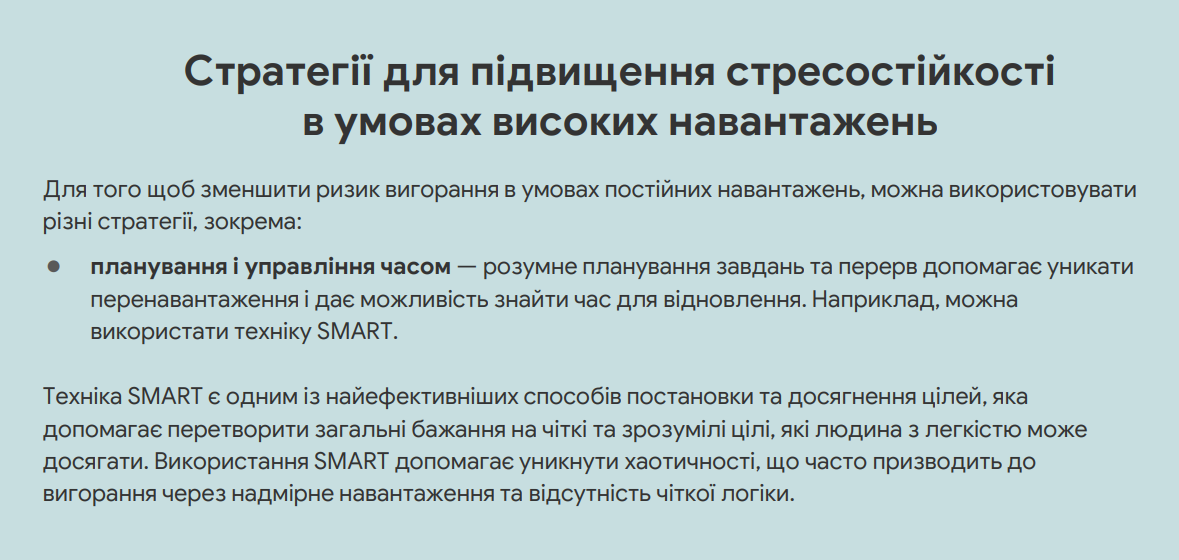 Стратегії для підвищення стресостійкості
в умовах високих навантажень
Для того щоб зменшити ризик вигорання в умовах постійних навантажень, можна використовувати
різні стратегії, зокрема:
● планування і управління часом — розумне планування завдань та перерв допомагає уникати
перенавантаження і дає можливість знайти час для відновлення. Наприклад, можна
використати техніку SMART.
Техніка SMART є одним із найефективніших способів постановки та досягнення цілей, яка
допомагає перетворити загальні бажання на чіткі та зрозумілі цілі, які людина з легкістю може
досягати. Використання SMART допомагає уникнути хаотичності, що часто призводить до
вигорання через надмірне навантаження та відсутність чіткої логіки.